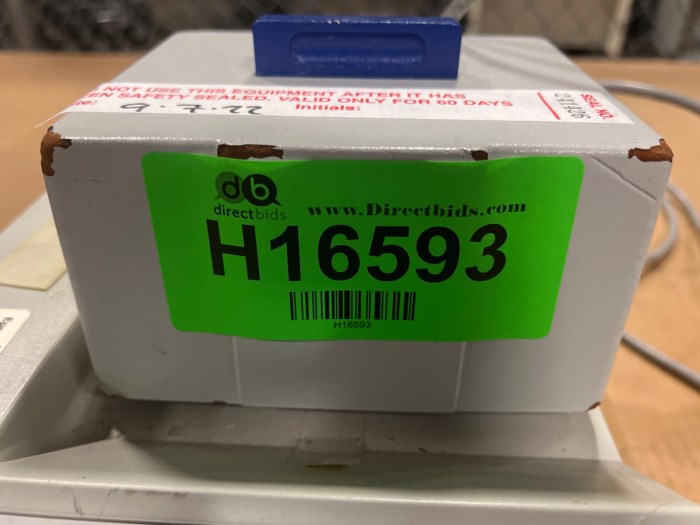 NOT USE THIS EQUIPMENT AFTER IT HAS
EN SAFETY SEALED. VALID ONLY FOR 60 DAYS
te: 9.7.22 Initials:
SEAL NO.
db
directbids
www.Directbids.com
H16593
H16593